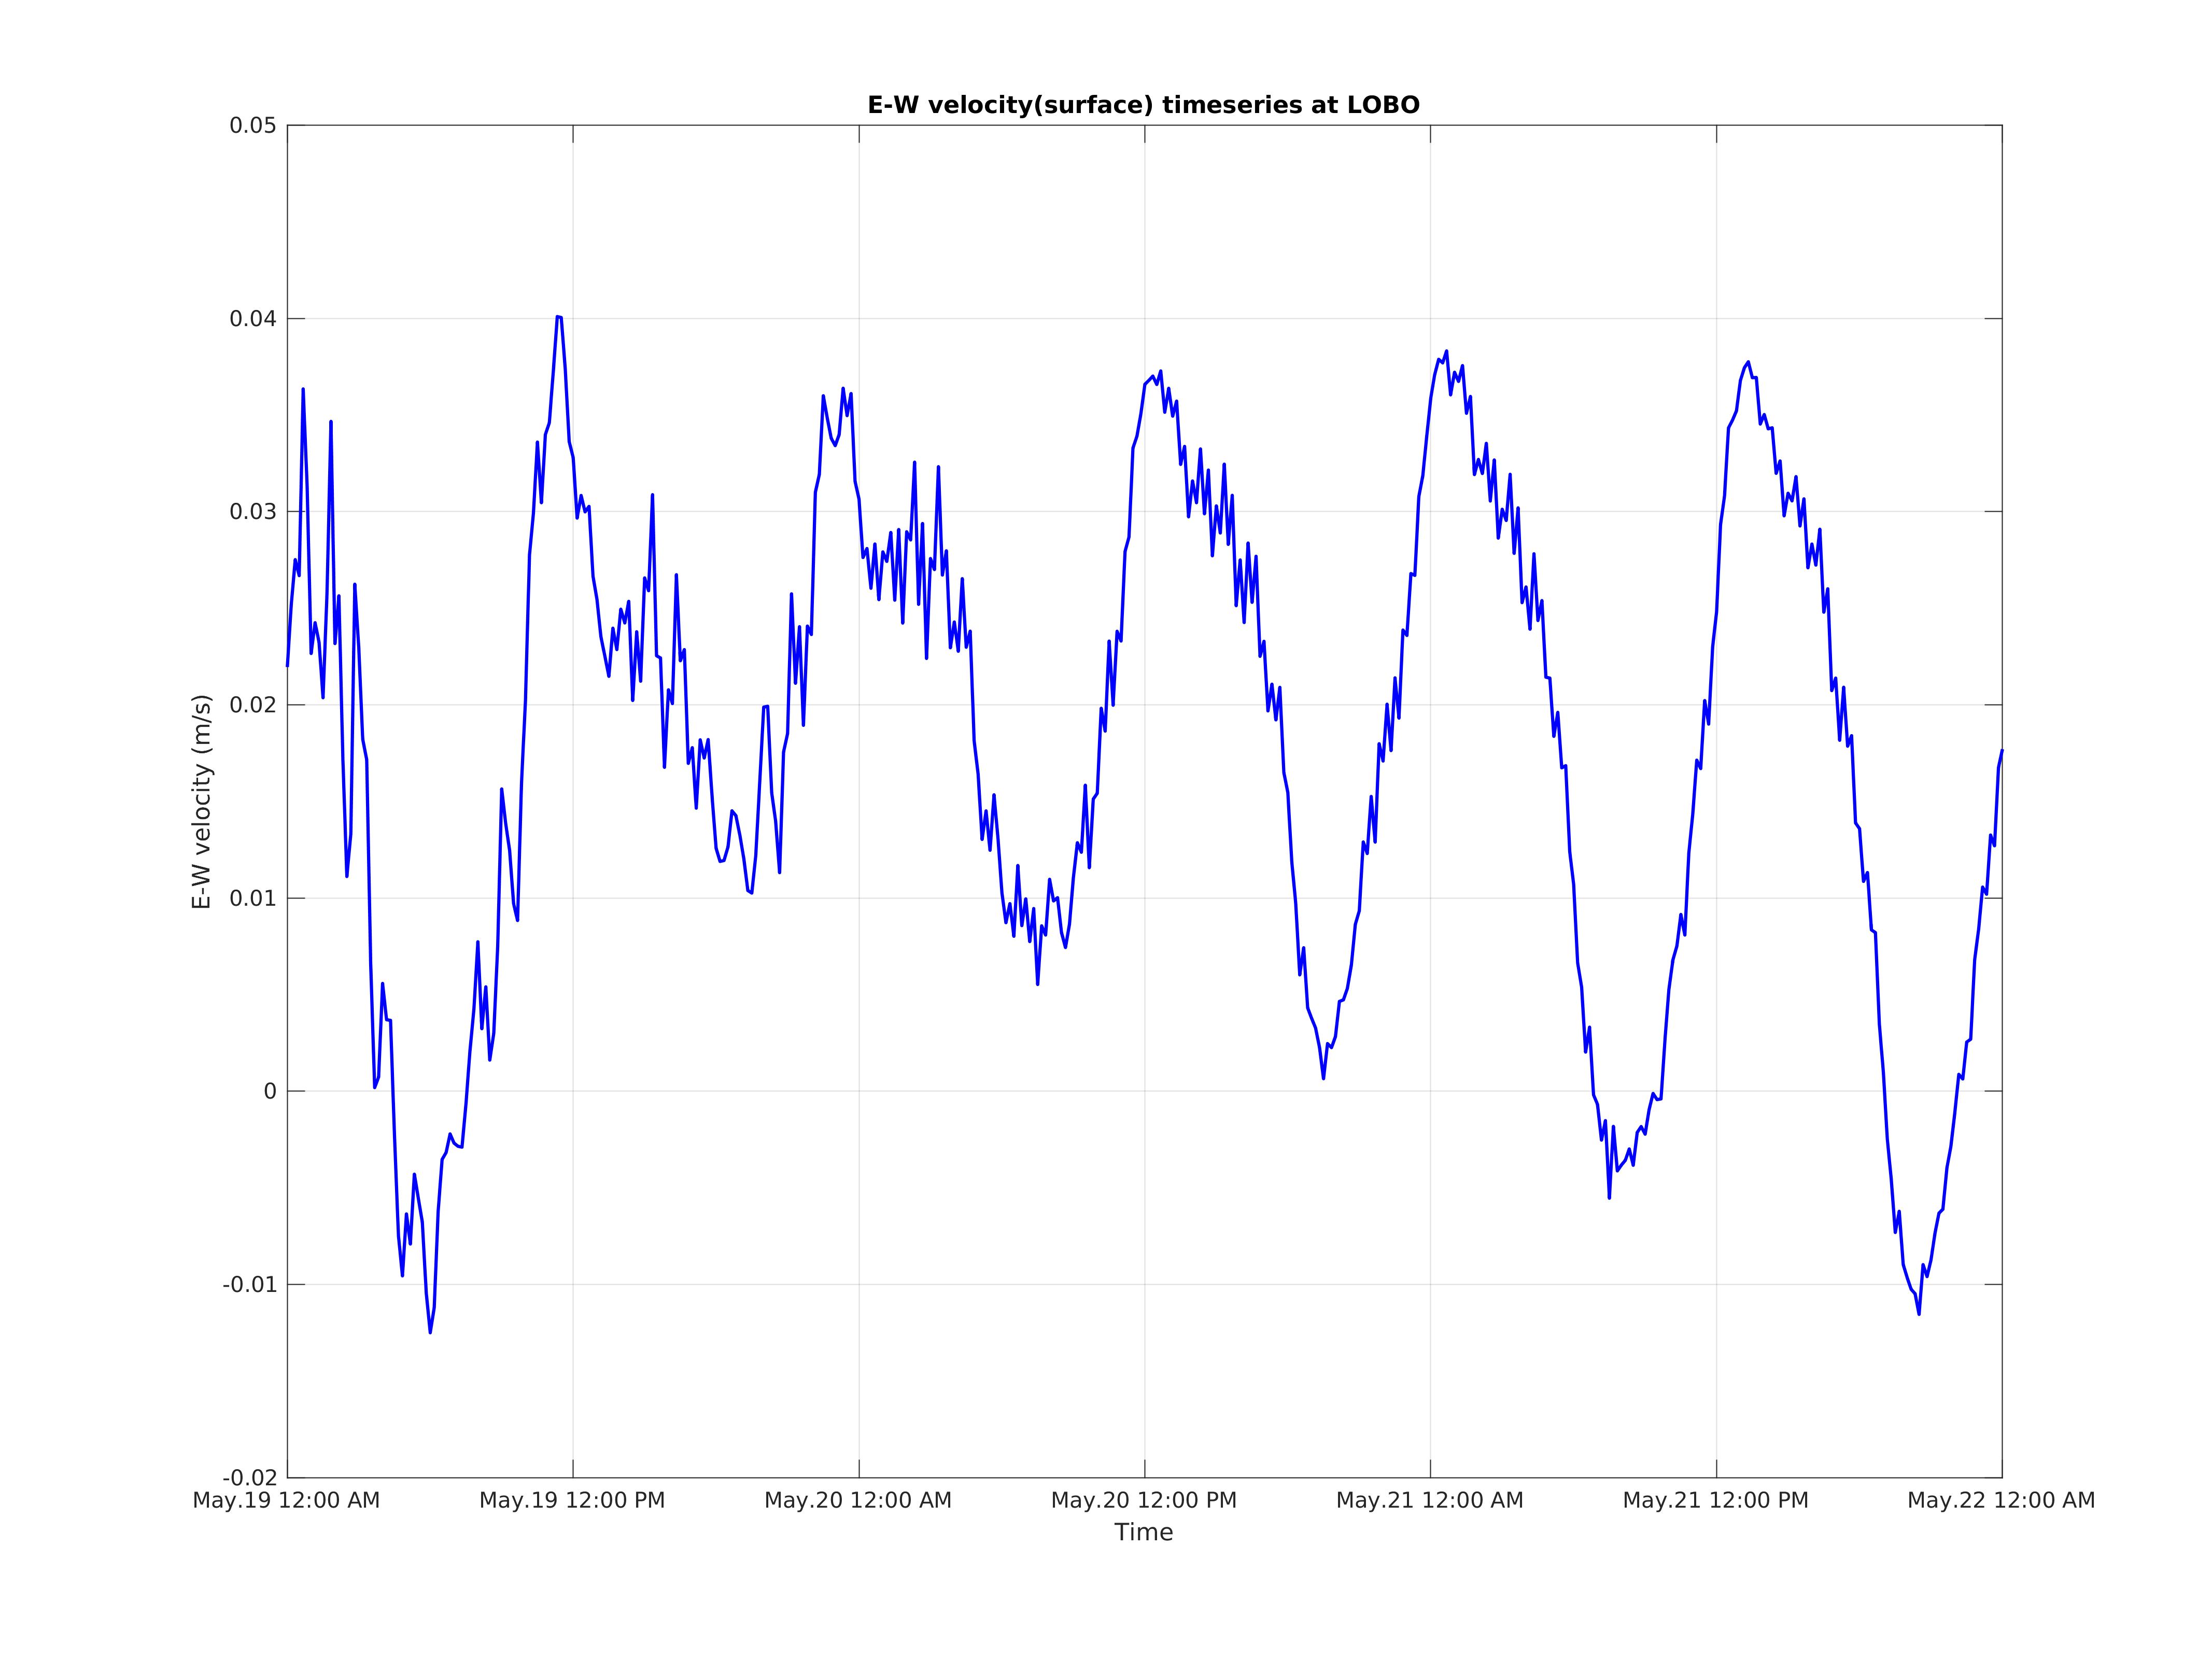 E-W velocity(surface) timeseries at LOBO
0.05
0.04
0.03
0.02
0.01
0
-0.01
-0.02
E-W velocity (m/s)
May.19 12:00 AM
May.19 12:00 PM
May.20 12:00 AM
May.20 12:00 PM
May.21 12:00 AM
May.21 12:00 PM
May.22 12:00 AM
Time